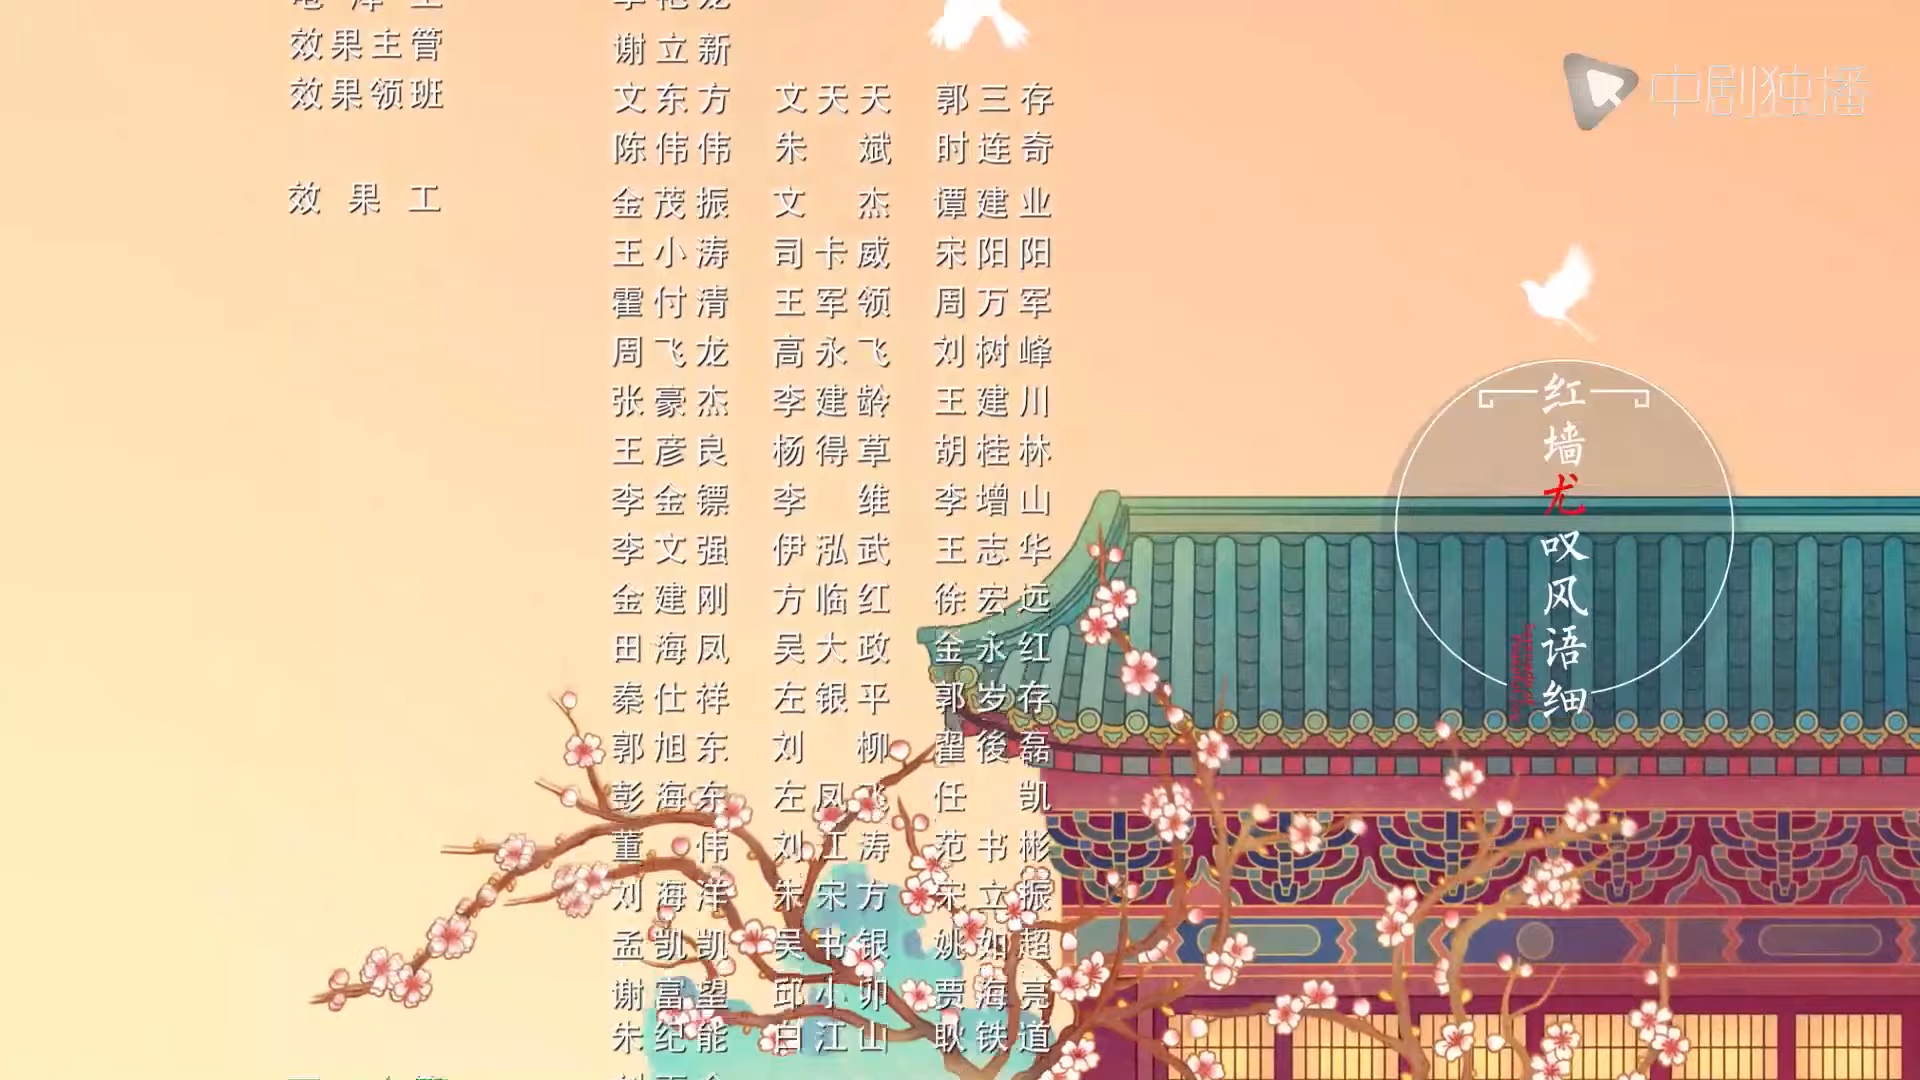 效果主管 谢立新
效果领班 文东方 文天天 郭三存
陈伟伟 朱斌 时连奇
效果工 金茂振 文杰 谭建业
王小涛 司卡威 宋阳阳
霍付清 王军领 周万军
周飞龙 高永飞 刘树峰
张豪杰 李建龄 王建川
王彦良 杨得草 胡桂林
李金镖 李维 李增山
李文强 伊泓武 王志华
金建刚 方临红 徐宏远
田海凤 吴大政 金永红
秦仕祥 左银平 郭岁存
郭旭东 刘柳 翟後磊
彭海东 左凤飞 任凯
董伟 刘江涛 范书彬
刘海洋 朱宋方 宋立振
孟凯凯 吴书银 姚如超
谢富望 邱小卯 贾海亮
朱纪能 白江山 耿铁道
中剧独播
红墙尤叹风语细